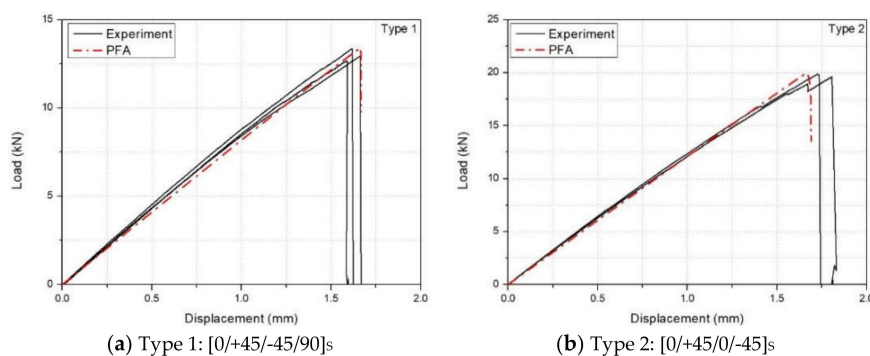 Type 1
Experiment
PFA
15
10
5
0
Load (kN)
0.0 0.5 1.0 1.5 2.0
Displacement (mm)
(a) Type 1: [0/+45/-45/90]s
Type 2
Experiment
PFA
25
20
15
10
5
0
Load (kN)
0.0 0.5 1.0 1.5 2.0
Displacement (mm)
(b) Type 2: [0/+45/0/-45]s